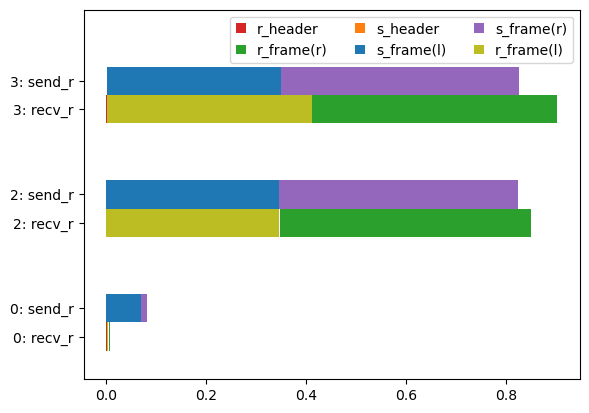 r_header s_header s_frame(r)
r_frame(r) s_frame(l) r_frame(l)
3: send_r
3: recv_r
2: send_r
2: recv_r
0: send_r
0: recv_r
0.0 0.2 0.4 0.6 0.8